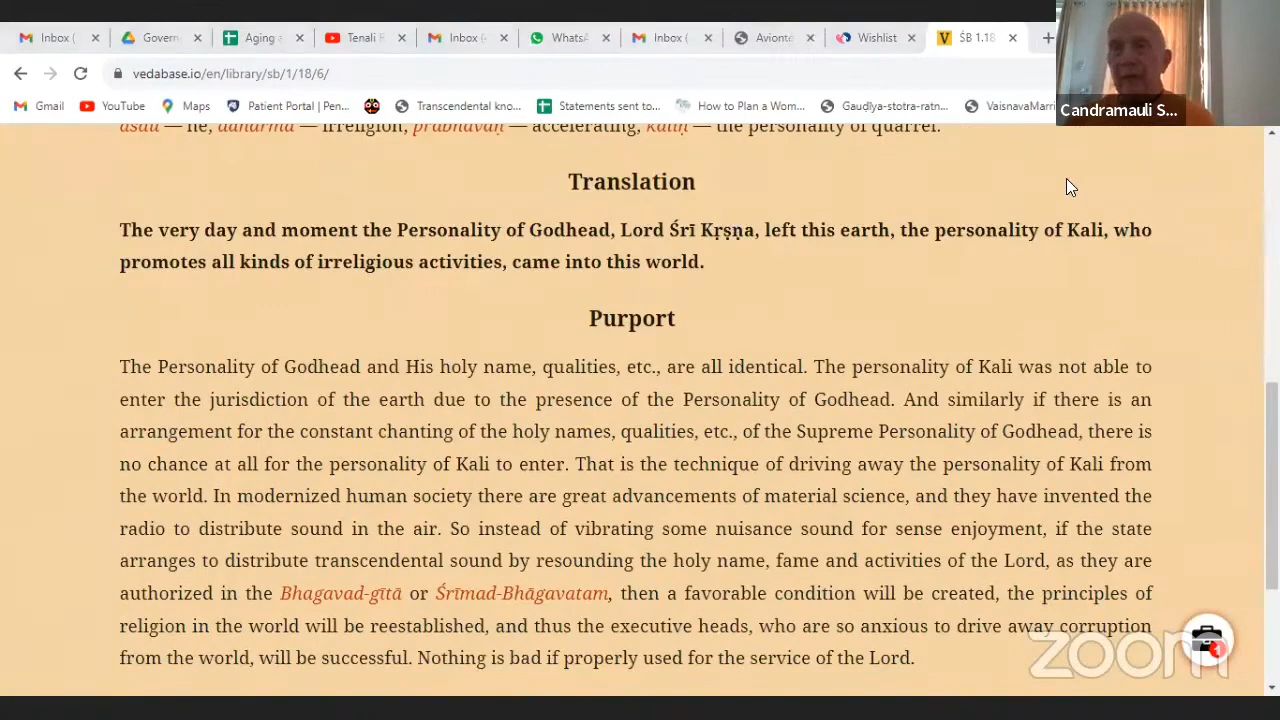 Inbox (
Govern
Aging a
Tenali R
Inbox (
WhatsA
Inbox (
Avionte
Wishlist
ŚB 1.18
vedabase.io/en/library/sb/1/18/6/
Gmail
YouTube
Maps
Patient Portal | Pen...
Transcendental kno...
Statements sent to...
How to Plan a Wom...
Gauḍīya-stotra-ratn...
VaisnavaMarri
Candramauli S...
asau — he, adharma — irreligion, prabhavaḥ — accelerating, kaliḥ — the personality of quarrel.
Translation
The very day and moment the Personality of Godhead, Lord Śrī Kṛṣṇa, left this earth, the personality of Kali, who
promotes all kinds of irreligious activities, came into this world.
Purport
The Personality of Godhead and His holy name, qualities, etc., are all identical. The personality of Kali was not able to
enter the jurisdiction of the earth due to the presence of the Personality of Godhead. And similarly if there is an
arrangement for the constant chanting of the holy names, qualities, etc., of the Supreme Personality of Godhead, there is
no chance at all for the personality of Kali to enter. That is the technique of driving away the personality of Kali from
the world. In modernized human society there are great advancements of material science, and they have invented the
radio to distribute sound in the air. So instead of vibrating some nuisance sound for sense enjoyment, if the state
arranges to distribute transcendental sound by resounding the holy name, fame and activities of the Lord, as they are
authorized in the Bhagavad-gītā or Śrīmad-Bhāgavatam, then a favorable condition will be created, the principles of
religion in the world will be reestablished, and thus the executive heads, who are so anxious to drive away corruption
from the world, will be successful. Nothing is bad if properly used for the service of the Lord.
zoom